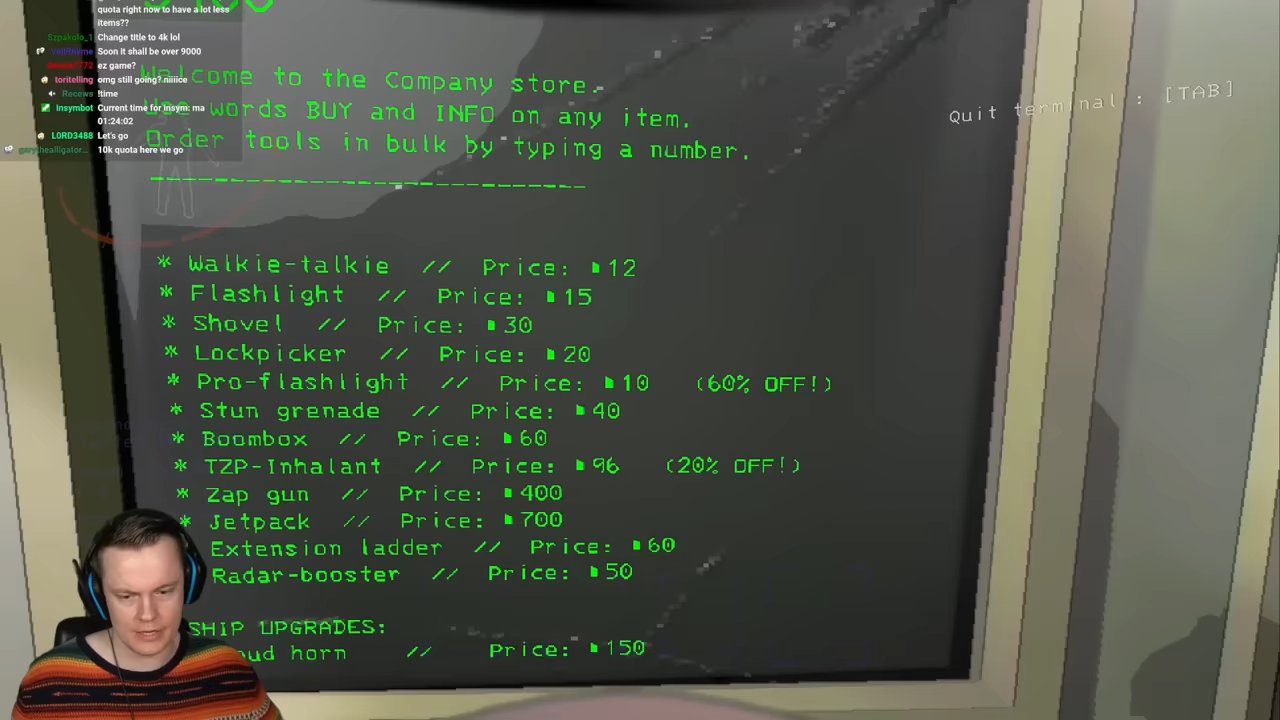 quota right now to have a lot less
items??
Szpakolo_1 Change title to 4k lol
Soon it shall be over 9000
ez game?
toritelling omg still going? niiiice
Recews !time
Insymbot Current time for insym: ma
01:24:02
L0RD3488 Let's go
10k quota here we go
Welcome to the Company store.
Use words BUY and INFO on any item.
Order tools in bulk by typing a number.
Quit terminal : [TAB]
* Walkie-talkie // Price: 12
* Flashlight // Price: 15
* Shovel // Price: 30
* Lockpicker // Price: 20
* Pro-flashlight // Price: 10 (60% OFF!)
* Stun grenade // Price: 40
* Boombox // Price: 60
* TZP-Inhalant // Price: 96 (20% OFF!)
* Zap gun // Price: 400
* Jetpack // Price: 700
Extension ladder // Price: 60
Radar-booster // Price: 50
SHIP UPGRADES:
oud horn // Price: 150